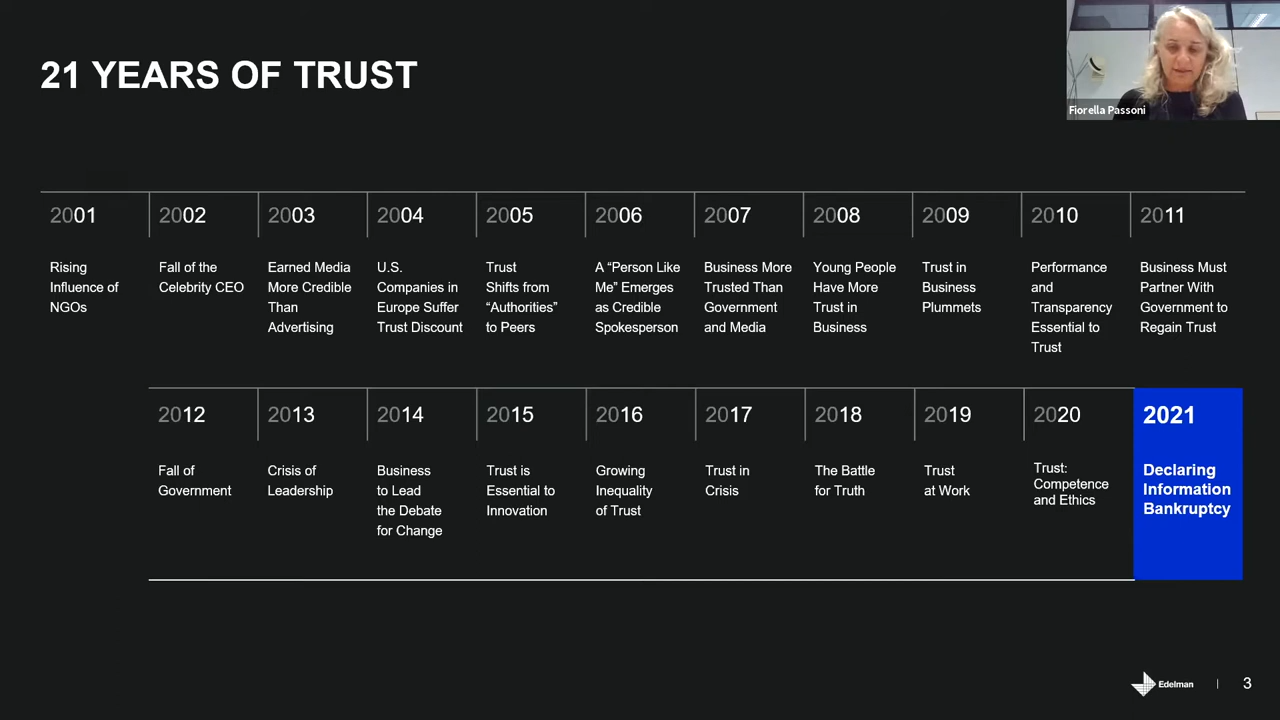 21 YEARS OF TRUST
Fiorella Passoni
2001
Rising
Influence of
NGOs
2002
Fall of the
Celebrity CEO
2003
Earned Media
More Credible
Than
Advertising
2004
U.S.
Companies in
Europe Suffer
Trust Discount
2005
Trust
Shifts from
“Authorities”
to Peers
2006
A “Person Like
Me” Emerges
as Credible
Spokesperson
2007
Business More
Trusted Than
Government
and Media
2008
Young People
Have More
Trust in
Business
2009
Trust in
Business
Plummets
2010
Performance
and
Transparency
Essential to
Trust
2011
Business Must
Partner With
Government to
Regain Trust
2012
Fall of
Government
2013
Crisis of
Leadership
2014
Business
to Lead
the Debate
for Change
2015
Trust is
Essential to
Innovation
2016
Growing
Inequality
of Trust
2017
Trust in
Crisis
2018
The Battle
for Truth
2019
Trust
at Work
2020
Trust:
Competence
and Ethics
2021
Declaring
Information
Bankruptcy
Edelman | 3